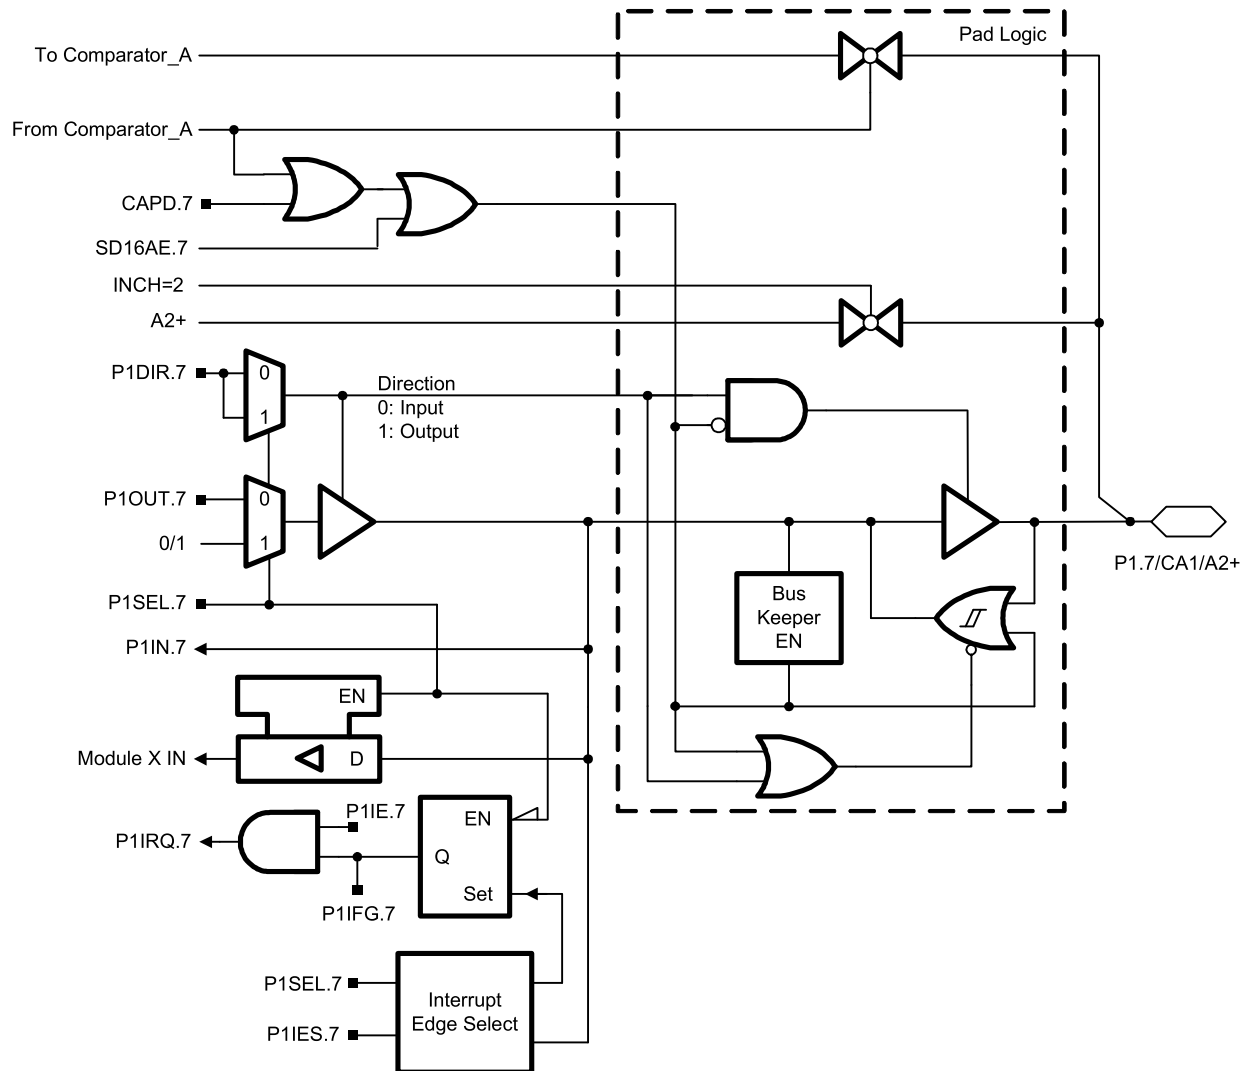 Pad Logic
To Comparator_A
From Comparator_A
CAPD.7
SD16AE.7
INCH=2
A2+
P1DIR.7
0
1
Direction
0: Input
1: Output
P1OUT.7
0
0/1
1
P1.7/CA1/A2+
P1SEL.7
Bus
Keeper
EN
P1IN.7
EN
Module X IN
D
P1IE.7
EN
P1IRQ.7
Q
Set
P1IFG.7
P1SEL.7
Interrupt
Edge Select
P1IES.7